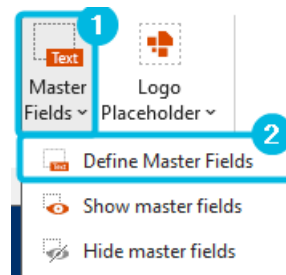 1
Text
Master
Fields
Logo
Placeholder
2
Text
Define Master Fields
Show master fields
Hide master fields